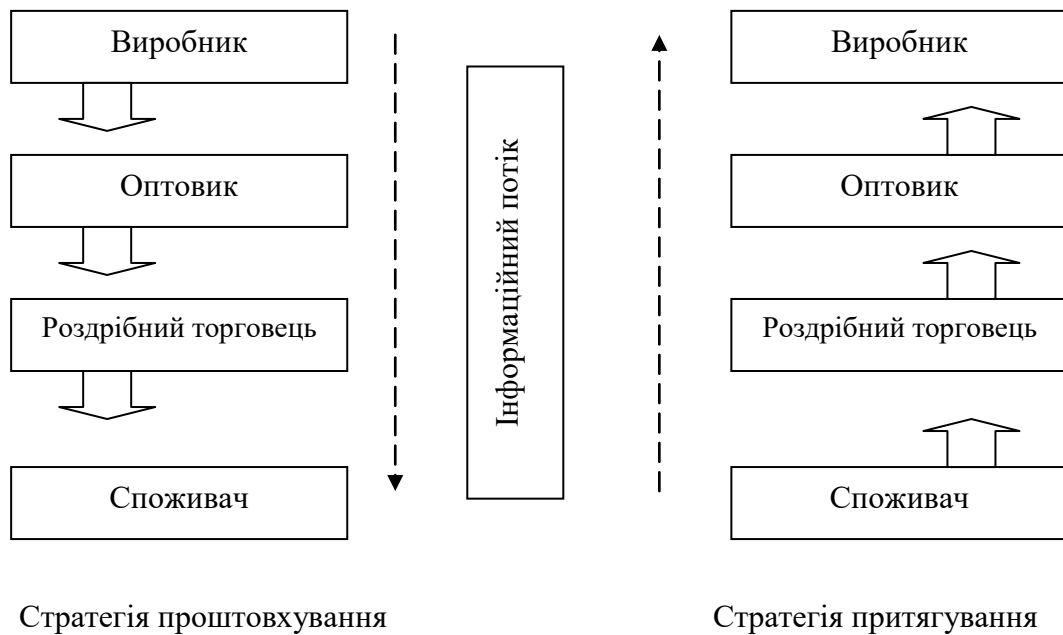 Виробник
Оптовик
Роздрібний торговець
Споживач
Стратегія проштовхування
Інформаційний потік
Виробник
Оптовик
Роздрібний торговець
Споживач
Стратегія притягування